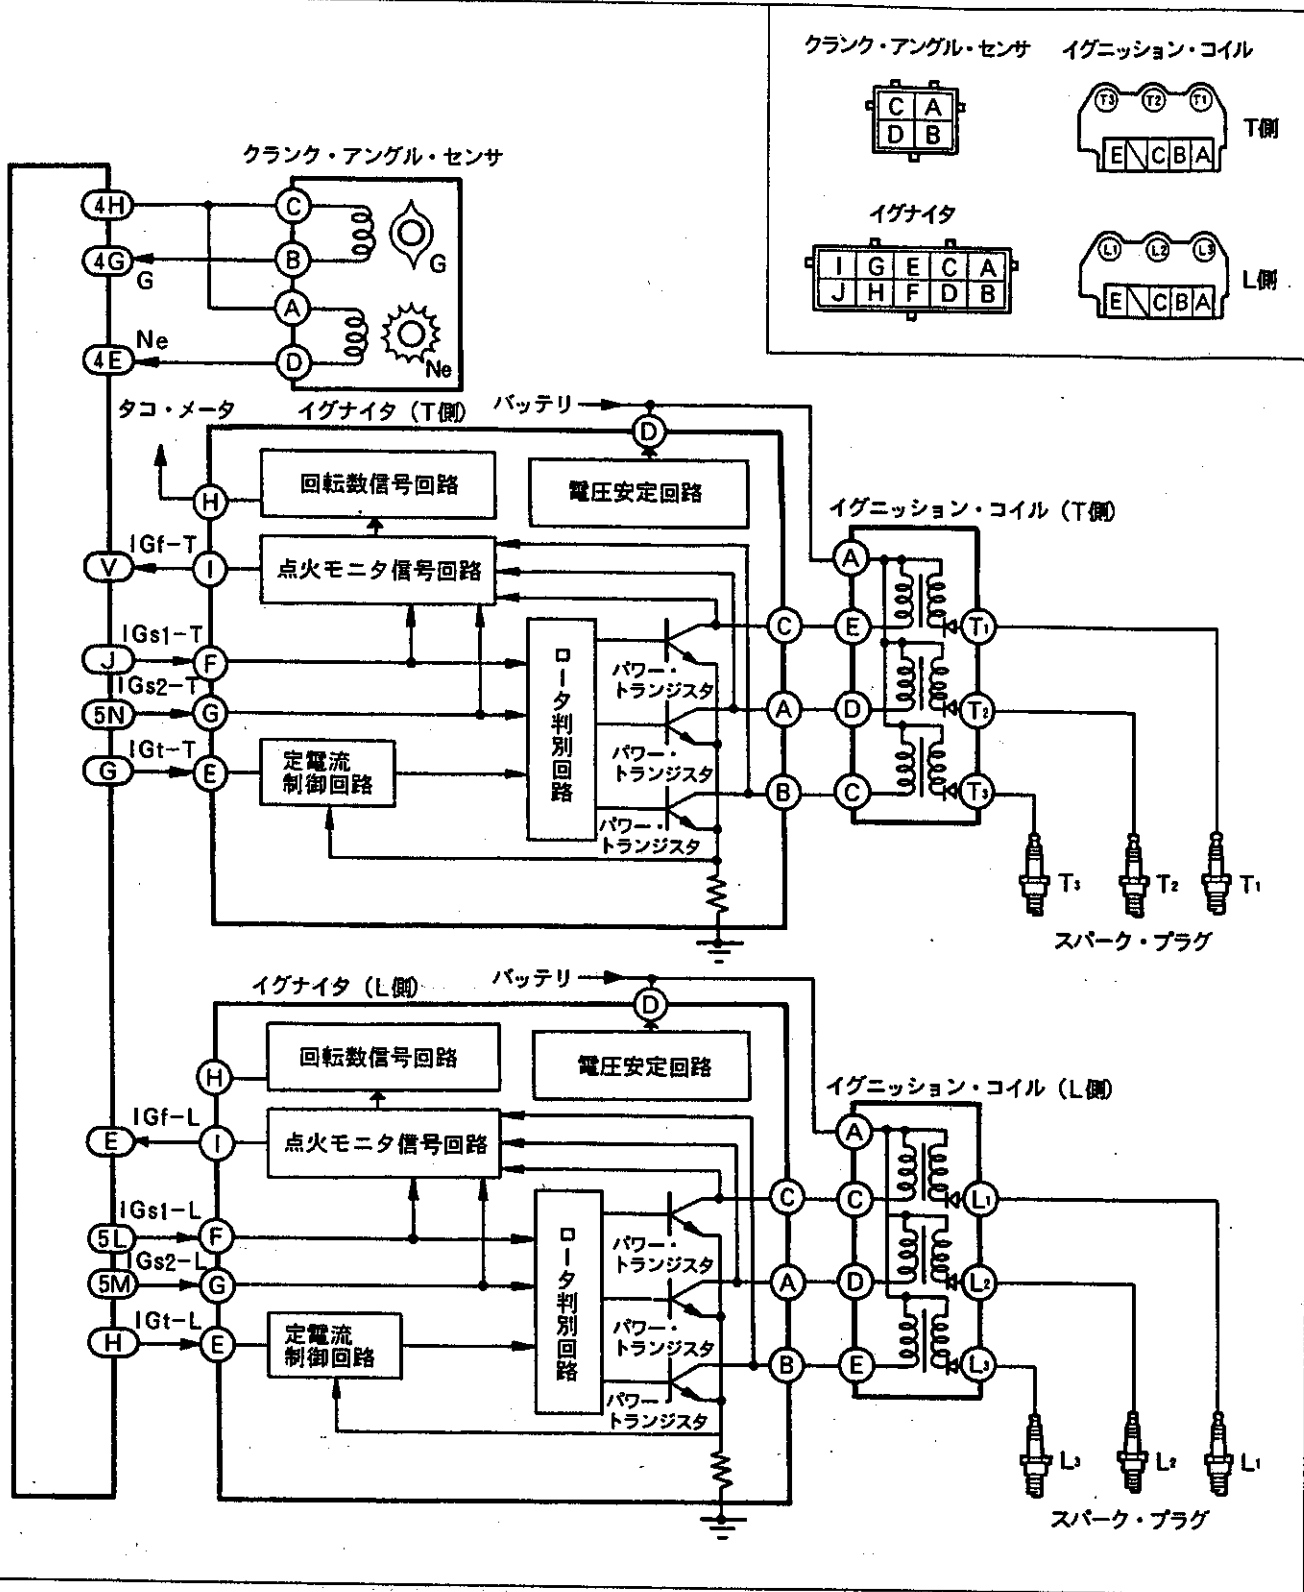 クランク・アングル・センサ
イグニッション・コイル
C A
D B
T3 T2 T1
E C B A
T側
イグナイタ
I G E C A
J H F D B
L1 L2 L3
E C B A
L側
クランク・アングル・センサ
4H
C
4G
G
B
G
A
4E
Ne
D
Ne
タコ・メータ
イグナイタ (T側)
バッテリ
D
H
回転数信号回路
電圧安定回路
イグニッション・コイル (T側)
V
IGf-T
I
点火モニタ信号回路
A
J
IGs1-T
F
ロータ判別回路
パワー・
トランジスタ
C
E
T1
5N
IGs2-T
G
パワー・
トランジスタ
A
D
T2
G
IGt-T
E
定電流
制御回路
パワー・
トランジスタ
B
C
T3
T3
T2
T1
スパーク・プラグ
イグナイタ (L側)
バッテリ
D
H
回転数信号回路
電圧安定回路
イグニッション・コイル (L側)
E
IGf-L
I
点火モニタ信号回路
A
5L
IGs1-L
F
ロータ判別回路
パワー・
トランジスタ
C
C
L1
5M
IGs2-L
G
パワー・
トランジスタ
A
D
L2
H
IGt-L
E
定電流
制御回路
パワー・
トランジスタ
B
E
L3
L3
L2
L1
スパーク・プラグ